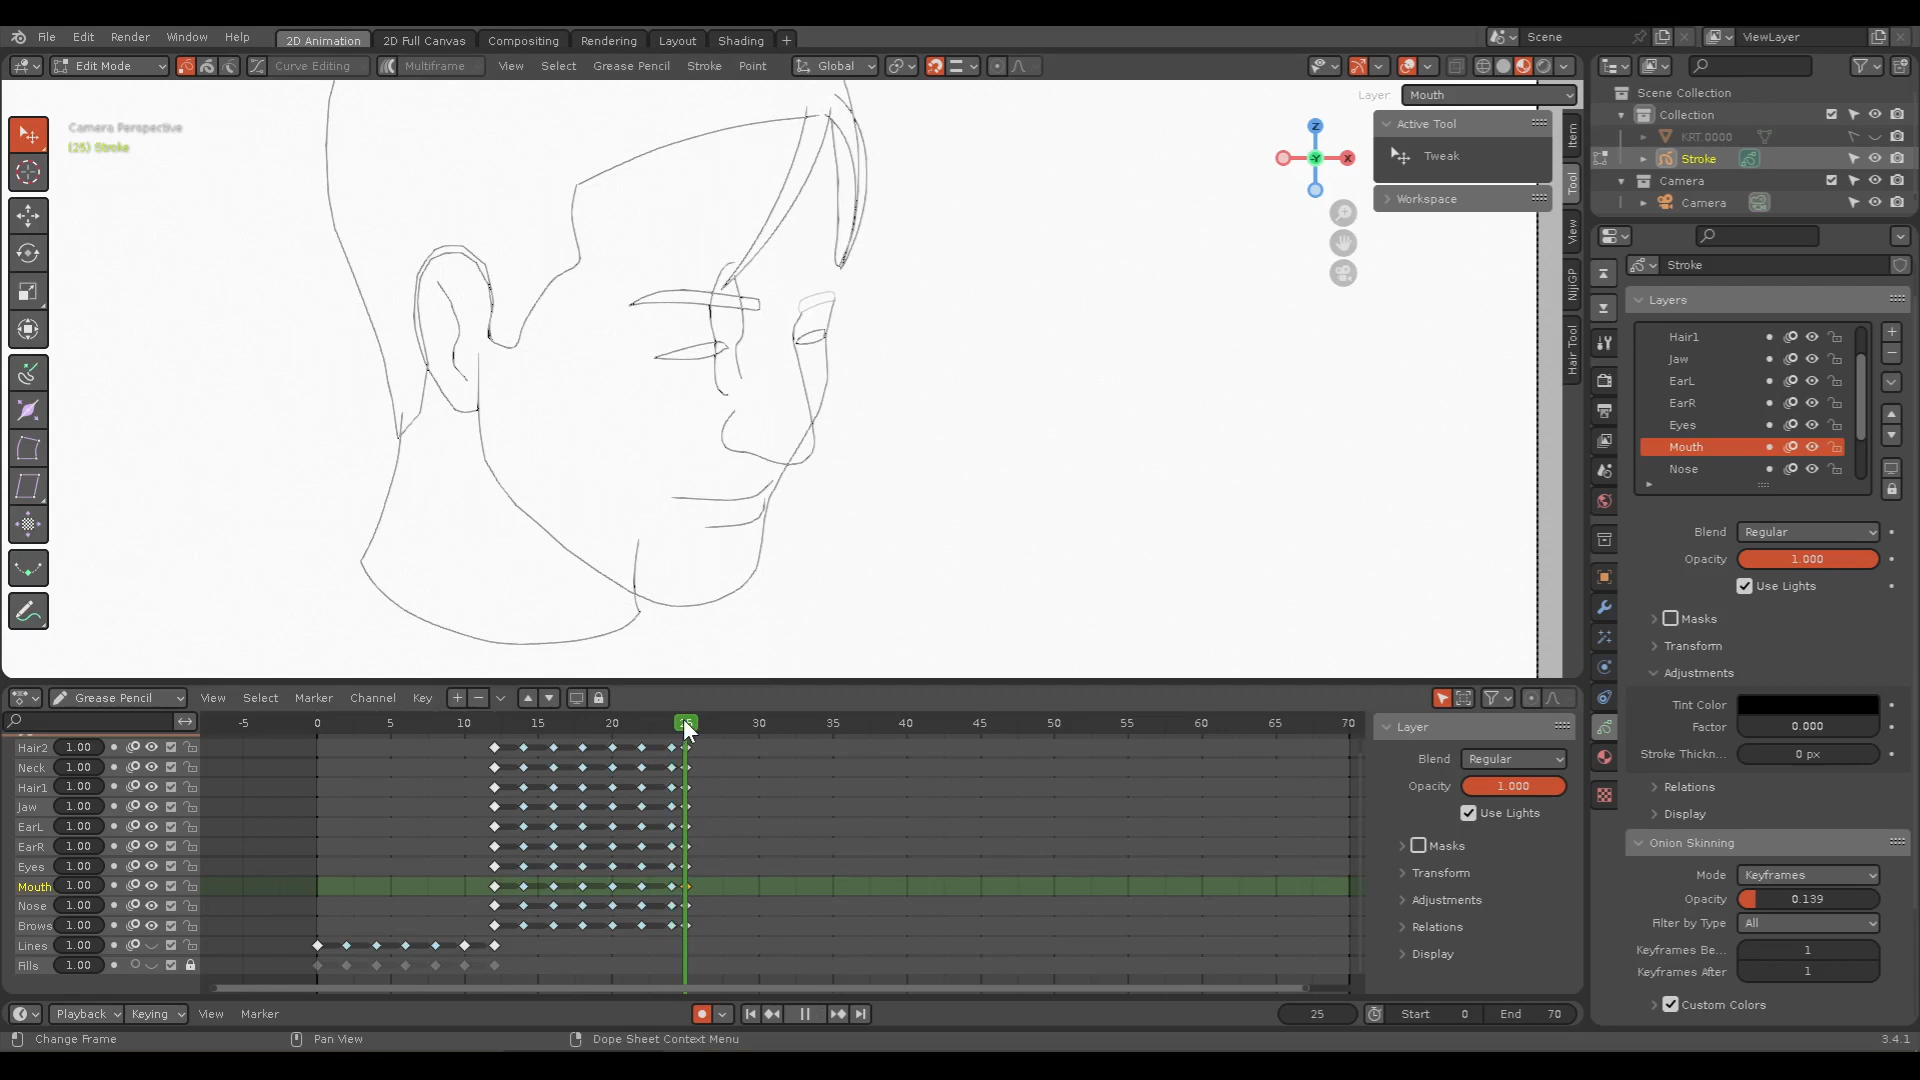 File Edit Render Window Help 2D Animation 2D Full Canvas Compositing Rendering Layout Shading + Scene ViewLayer
Edit Mode Curve Editing Multiframe View Select Grease Pencil Stroke Point Global
Camera Perspective
(25) Stroke
Layer: Mouth
Active Tool
Tweak
Workspace
Z
-Y
X
Item
Tool
View
NijiGP
Hair Tool
Scene Collection
Collection
KRT.0000
Stroke
Camera
Camera
Stroke
Layers
Hair1
Jaw
EarL
EarR
Eyes
Mouth
Nose
Blend Regular
Opacity 1.000
Use Lights
Masks
Transform
Adjustments
Tint Color
Factor 0.000
Stroke Thickn... 0 px
Relations
Display
Onion Skinning
Mode Keyframes
Opacity 0.139
Filter by Type All
Keyframes Be... 1
Keyframes After 1
Custom Colors
Grease Pencil View Select Marker Channel Key
-5 0 5 10 15 20 25 30 35 40 45 50 55 60 65 70
Hair2 1.00
Neck 1.00
Hair1 1.00
Jaw 1.00
EarL 1.00
EarR 1.00
Eyes 1.00
Mouth 1.00
Nose 1.00
Brows 1.00
Lines 1.00
Fills 1.00
Layer
Blend Regular
Opacity 1.000
Use Lights
Masks
Transform
Adjustments
Relations
Display
Playback Keying View Marker 25 Start 0 End 70
Change Frame Pan View Dope Sheet Context Menu 3.4.1